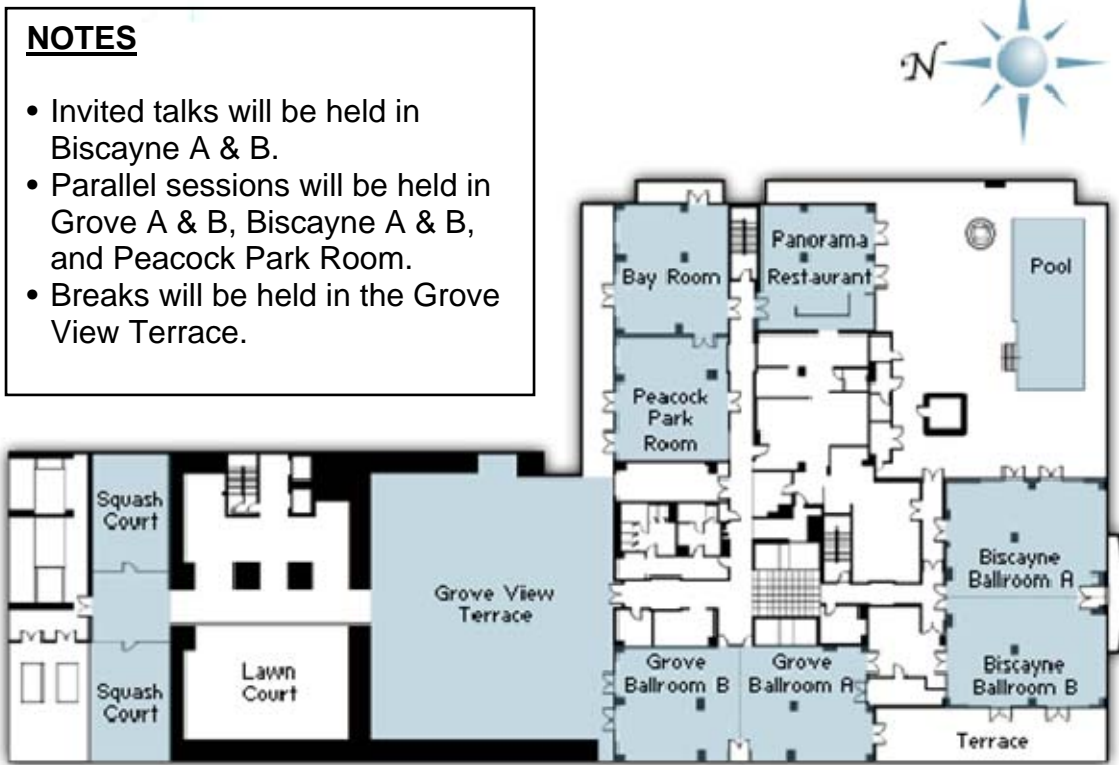 NOTES
• Invited talks will be held in
Biscayne A & B.
• Parallel sessions will be held in
Grove A & B, Biscayne A & B,
and Peacock Park Room.
• Breaks will be held in the Grove
View Terrace.
N
Bay Room
Panorama
Restaurant
Pool
Peacock
Park
Room
Squash
Court
Grove Viiew
Terrace
Biscayne
Ballroom A
Lawn
Court
Squash
Court
Grove
Ballroom B
Grove
Ballroom A
Biscayne
Ballroom B
Terrace